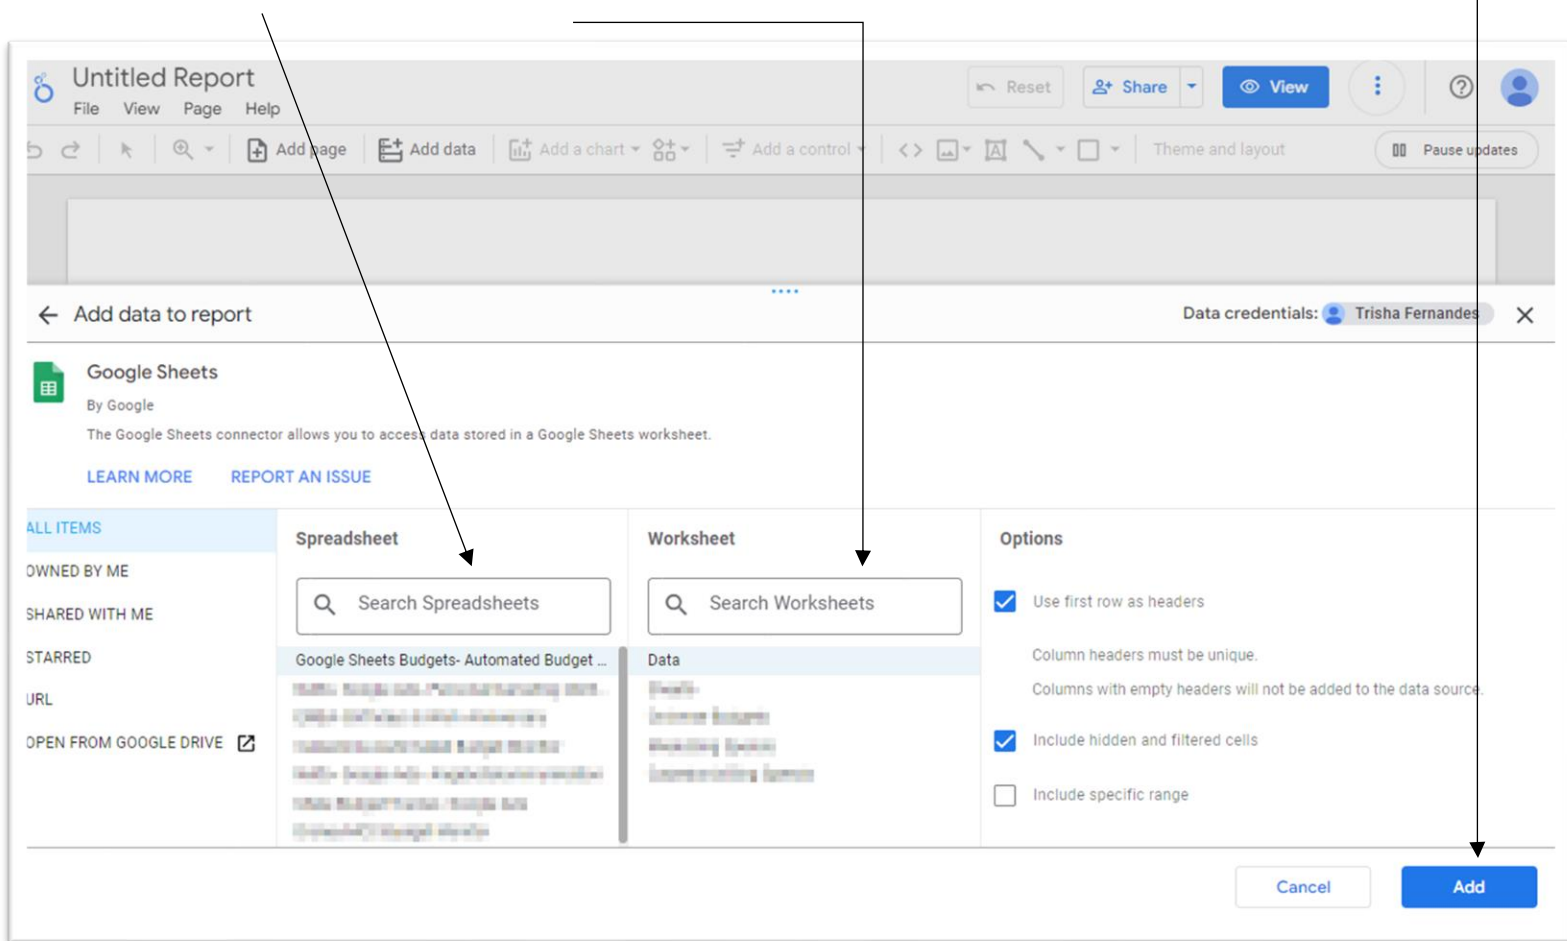 Untitled Report
File View Page Help
Reset Share View
Add page Add data Add a chart Add a control Theme and layout Pause updates
Add data to report
Data credentials: Trisha Fernandes
Google Sheets
By Google
The Google Sheets connector allows you to access data stored in a Google Sheets worksheet.
LEARN MORE REPORT AN ISSUE
ALL ITEMS
OWNED BY ME
SHARED WITH ME
STARRED
URL
OPEN FROM GOOGLE DRIVE
Spreadsheet
Search Spreadsheets
Google Sheets Budgets- Automated Budget ...
Worksheet
Search Worksheets
Data
Options
Use first row as headers
Column headers must be unique.
Columns with empty headers will not be added to the data source.
Include hidden and filtered cells
Include specific range
Cancel Add